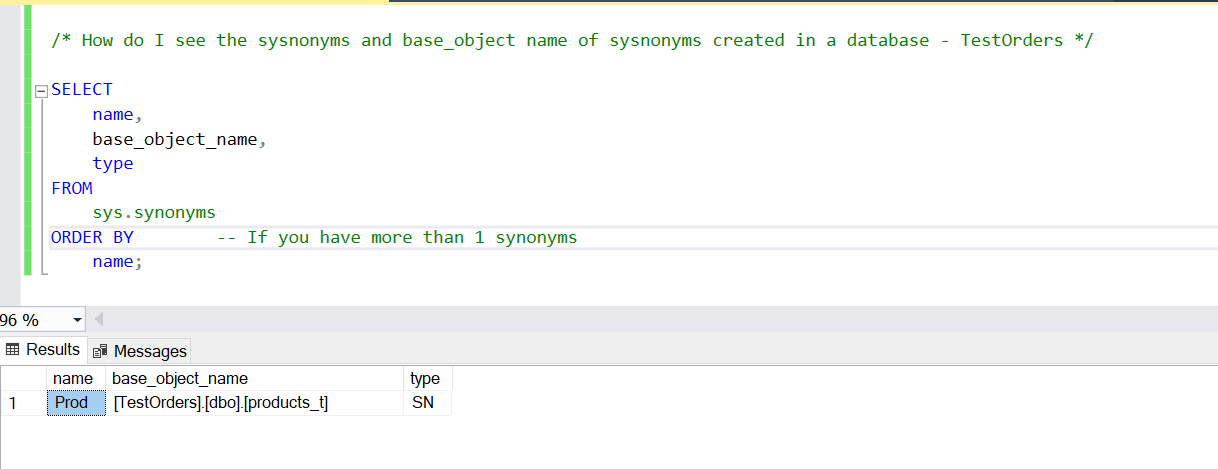 /* How do I see the sysnonyms and base_object name of sysnonyms created in a database - TestOrders */
SELECT
name,
base_object_name,
type
FROM
sys.synonyms
ORDER BY -- If you have more than 1 synonyms
name;
96 %
Results Messages
name base_object_name type
1 Prod [TestOrders].[dbo].[products_t] SN